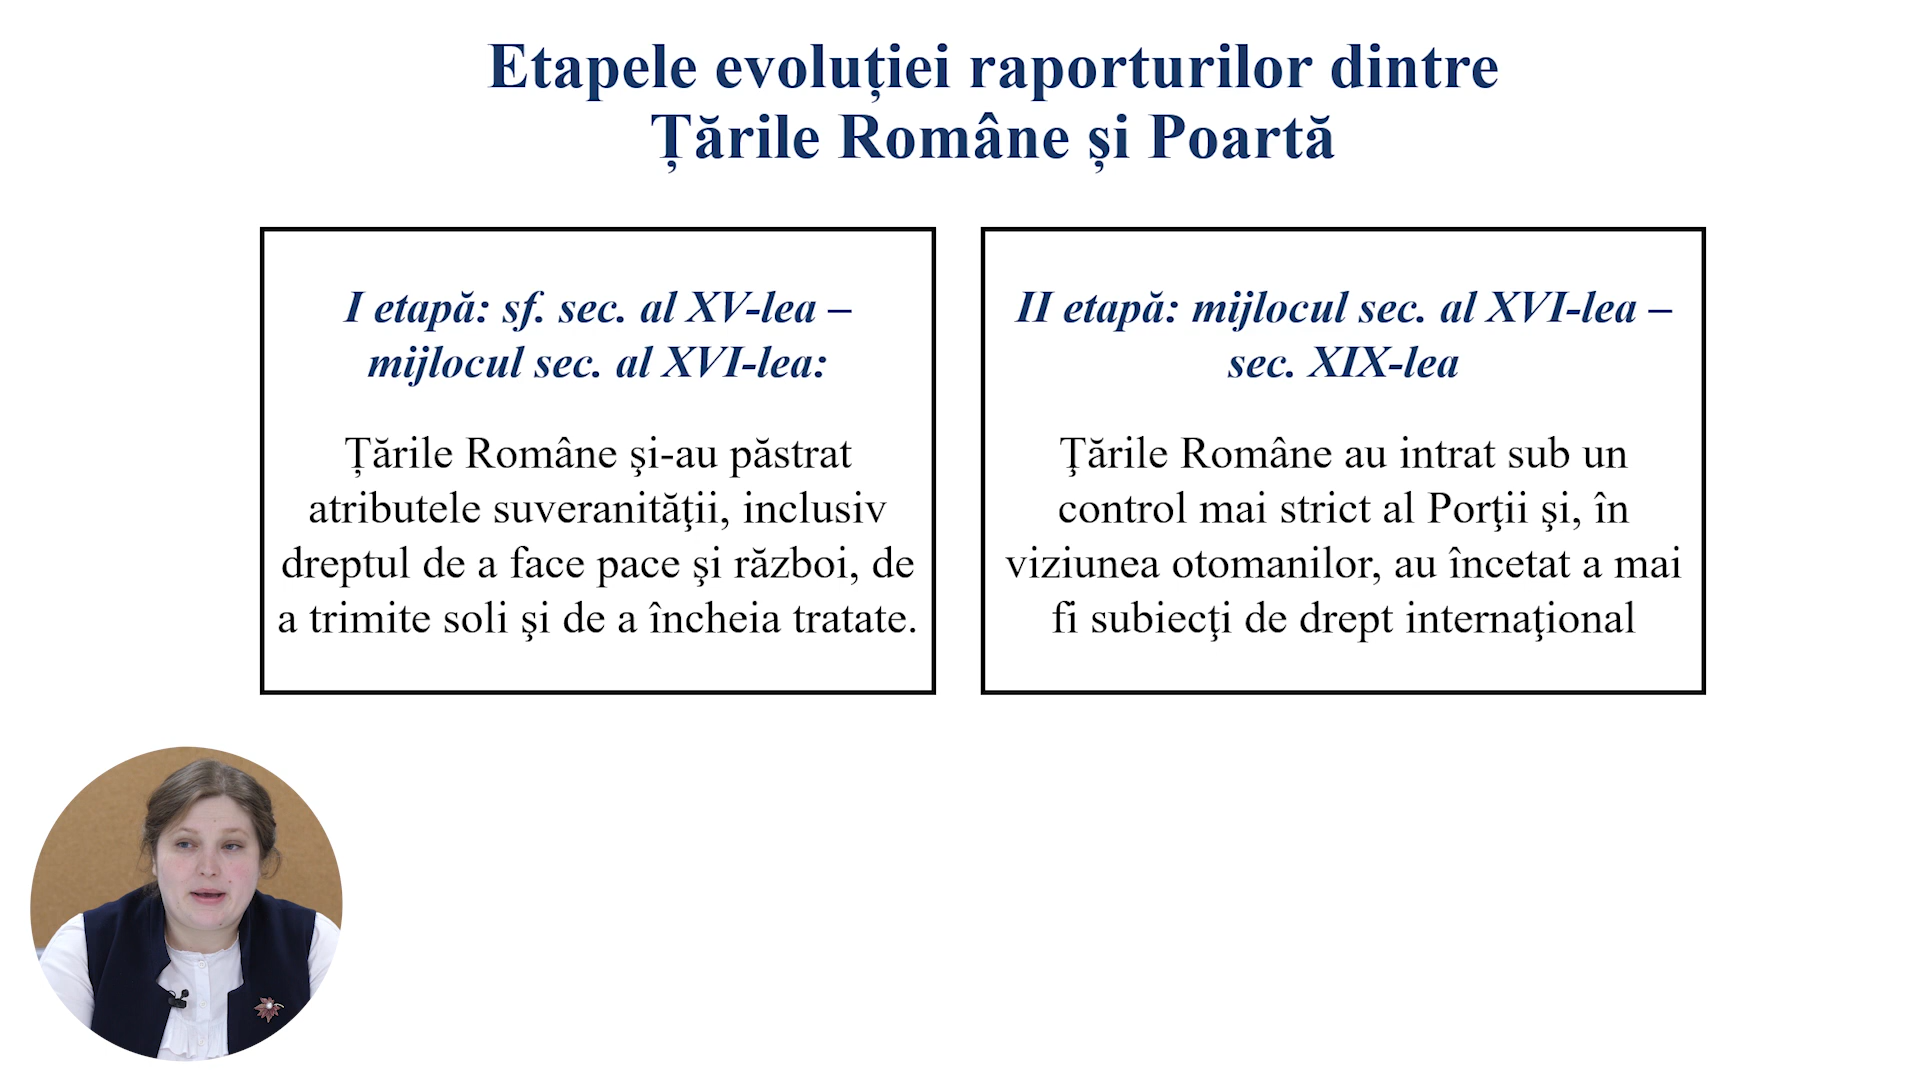 Etapele evoluției raporturilor dintre
Țările Române și Poartă
I etapă: sf. sec. al XV-lea –
mijlocul sec. al XVI-lea:
Țările Române şi-au păstrat
atributele suveranităţii, inclusiv
dreptul de a face pace şi război, de
a trimite soli şi de a încheia tratate.
II etapă: mijlocul sec. al XVI-lea –
sec. XIX-lea
Ţările Române au intrat sub un
control mai strict al Porţii şi, în
viziunea otomanilor, au încetat a mai
fi subiecţi de drept internaţional